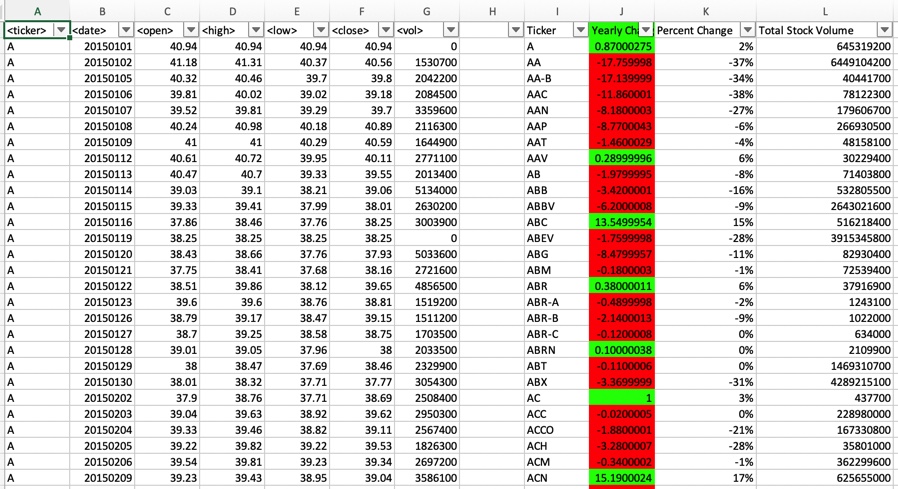 A B C D E F G H I J K L
<ticker> <date> <open> <high> <low> <close> <vol> Ticker Yearly Cha Percent Change Total Stock Volume
A 20150101 40.94 40.94 40.94 40.94 0 A 0.87000275 2% 645319200
A 20150102 41.18 41.31 40.37 40.56 1530700 AA -17.759998 -37% 6449104200
A 20150105 40.32 40.46 39.7 39.8 2042200 AA-B -17.139999 -34% 40441700
A 20150106 39.81 40.02 39.02 39.18 2084500 AAC -11.860001 -38% 78122300
A 20150107 39.52 39.81 39.29 39.7 3359600 AAN -8.1800003 -27% 179606700
A 20150108 40.24 40.98 40.18 40.89 2116300 AAP -8.7700043 -6% 266930500
A 20150109 41 41 40.29 40.59 1644900 AAT -1.4600029 -4% 48158100
A 20150112 40.61 40.72 39.95 40.11 2771100 AAV 0.28999996 6% 30229400
A 20150113 40.47 40.7 39.33 39.55 2013400 AB -1.9799995 -8% 71403800
A 20150114 39.03 39.1 38.21 39.06 5134000 ABB -3.4200001 -16% 532805500
A 20150115 39.33 39.41 37.99 38.01 2630200 ABBV -6.2000008 -9% 2643021600
A 20150116 37.86 38.46 37.76 38.25 3003900 ABC 13.5499954 15% 516218400
A 20150119 38.25 38.25 38.25 38.25 0 ABEV -1.7599998 -28% 3915345800
A 20150120 38.43 38.66 37.76 37.93 5033600 ABG -8.4799957 -11% 82930400
A 20150121 37.75 38.41 37.68 38.16 2721600 ABM -0.1800003 -1% 72539400
A 20150122 38.51 39.86 38.12 39.65 4856500 ABR 0.38000011 6% 37916900
A 20150123 39.6 39.6 38.76 38.81 1519200 ABR-A -0.4899998 -2% 1243100
A 20150126 38.79 39.17 38.47 39.15 1511200 ABR-B -2.1400013 -9% 1022000
A 20150127 38.7 39.25 38.58 38.75 1703500 ABR-C -0.1200008 0% 634000
A 20150128 39.01 39.05 37.96 38 2033500 ABRN 0.10000038 0% 2109900
A 20150129 38 38.47 37.69 38.46 2329900 ABT -0.1100006 0% 1469310700
A 20150130 38.01 38.32 37.71 37.77 3054300 ABX -3.3699999 -31% 4289215100
A 20150202 37.9 38.76 37.71 38.69 2508400 AC 1 3% 437700
A 20150203 39.04 39.63 38.92 39.62 2950300 ACC -0.0200005 0% 228980000
A 20150204 39.33 39.46 38.82 39.11 2567400 ACCO -1.8800001 -21% 167330800
A 20150205 39.22 39.82 39.22 39.53 1826300 ACH -3.2800007 -28% 35801000
A 20150206 39.54 39.81 39.23 39.34 2697200 ACM -0.3400002 -1% 362299600
A 20150209 39.23 39.43 38.95 39.04 3586100 ACN 15.1900024 17% 625655000